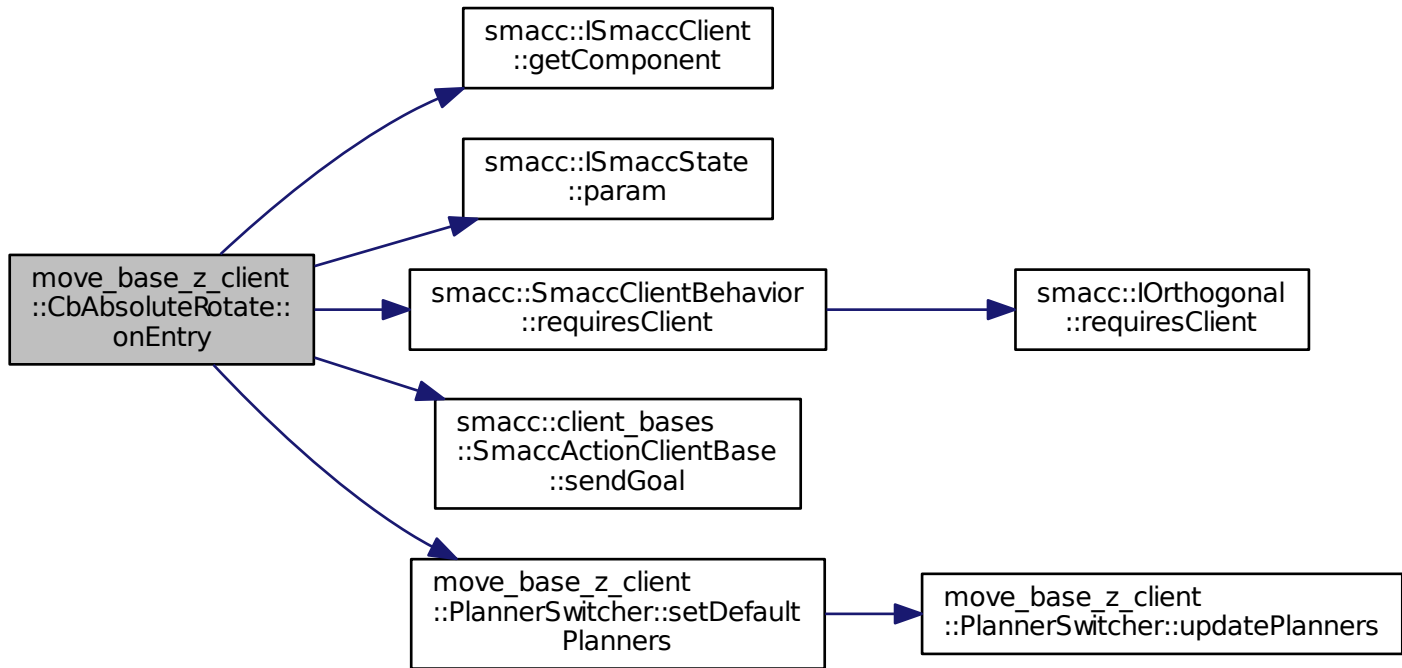 smacc::ISmaccClient
::getComponent
smacc::ISmaccState
::param
move_base_z_client
::CbAbsoluteRotate::
onEntry
smacc::SmaccClientBehavior
::requiresClient
smacc::IOrthogonal
::requiresClient
smacc::client_bases
::SmaccActionClientBase
::sendGoal
move_base_z_client
::PlannerSwitcher::setDefault
Planners
move_base_z_client
::PlannerSwitcher::updatePlanners